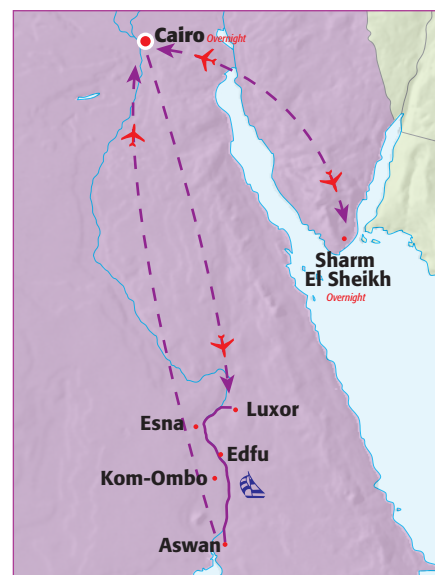 Cairo Overnight
Sharm
El Sheikh
Overnight
Luxor
Esna
Edfu
Kom-Ombo
Aswan